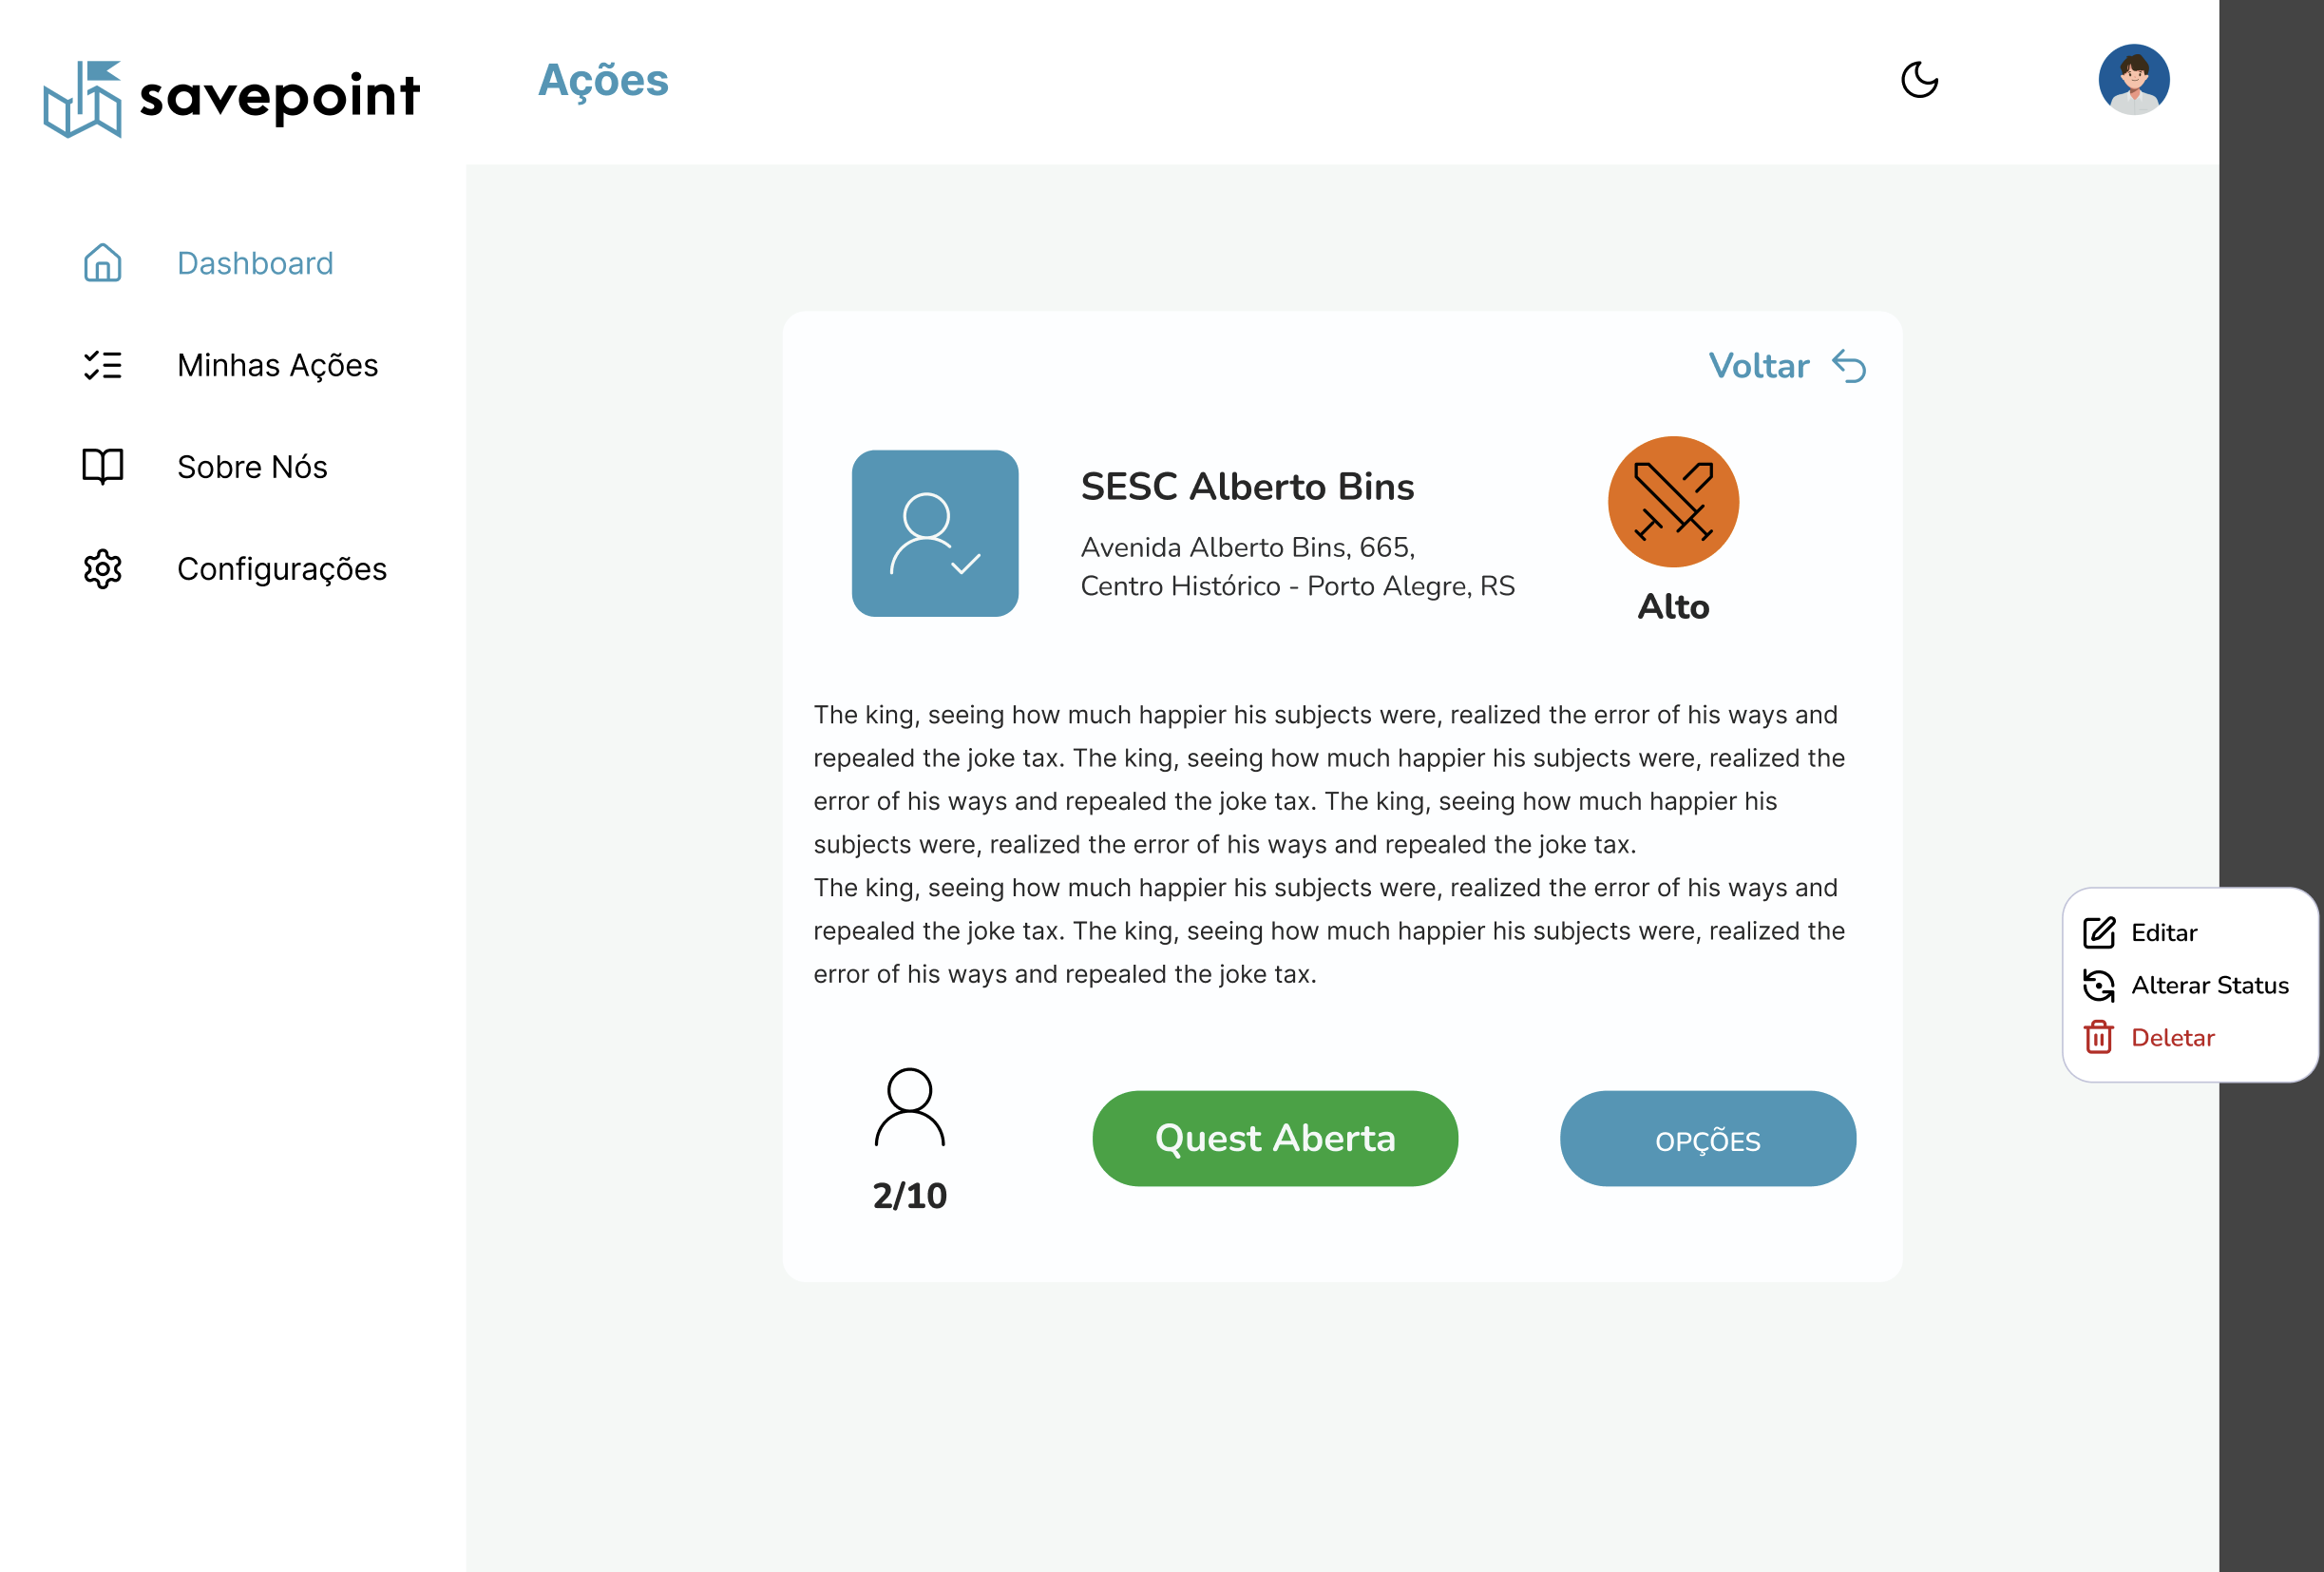 savepoint
Ações
Dashboard
Minhas Ações
Sobre Nós
Configurações
Voltar
SESC Alberto Bins
Avenida Alberto Bins, 665,
Centro Histórico - Porto Alegre, RS
Alto
The king, seeing how much happier his subjects were, realized the error of his ways and
repealed the joke tax. The king, seeing how much happier his subjects were, realized the
error of his ways and repealed the joke tax. The king, seeing how much happier his
subjects were, realized the error of his ways and repealed the joke tax.
The king, seeing how much happier his subjects were, realized the error of his ways and
repealed the joke tax. The king, seeing how much happier his subjects were, realized the
error of his ways and repealed the joke tax.
2/10
Quest Aberta
OPÇÕES
Editar
Alterar Status
Deletar